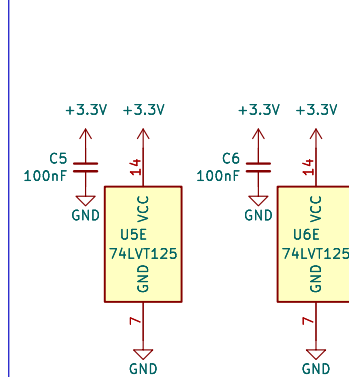 +3.3V +3.3V +3.3V +3.3V
C5 14 C6 14
100nF 100nF
GND VCC GND VCC
U5E U6E
74LVT125 74LVT125
GND GND
7 7
GND GND